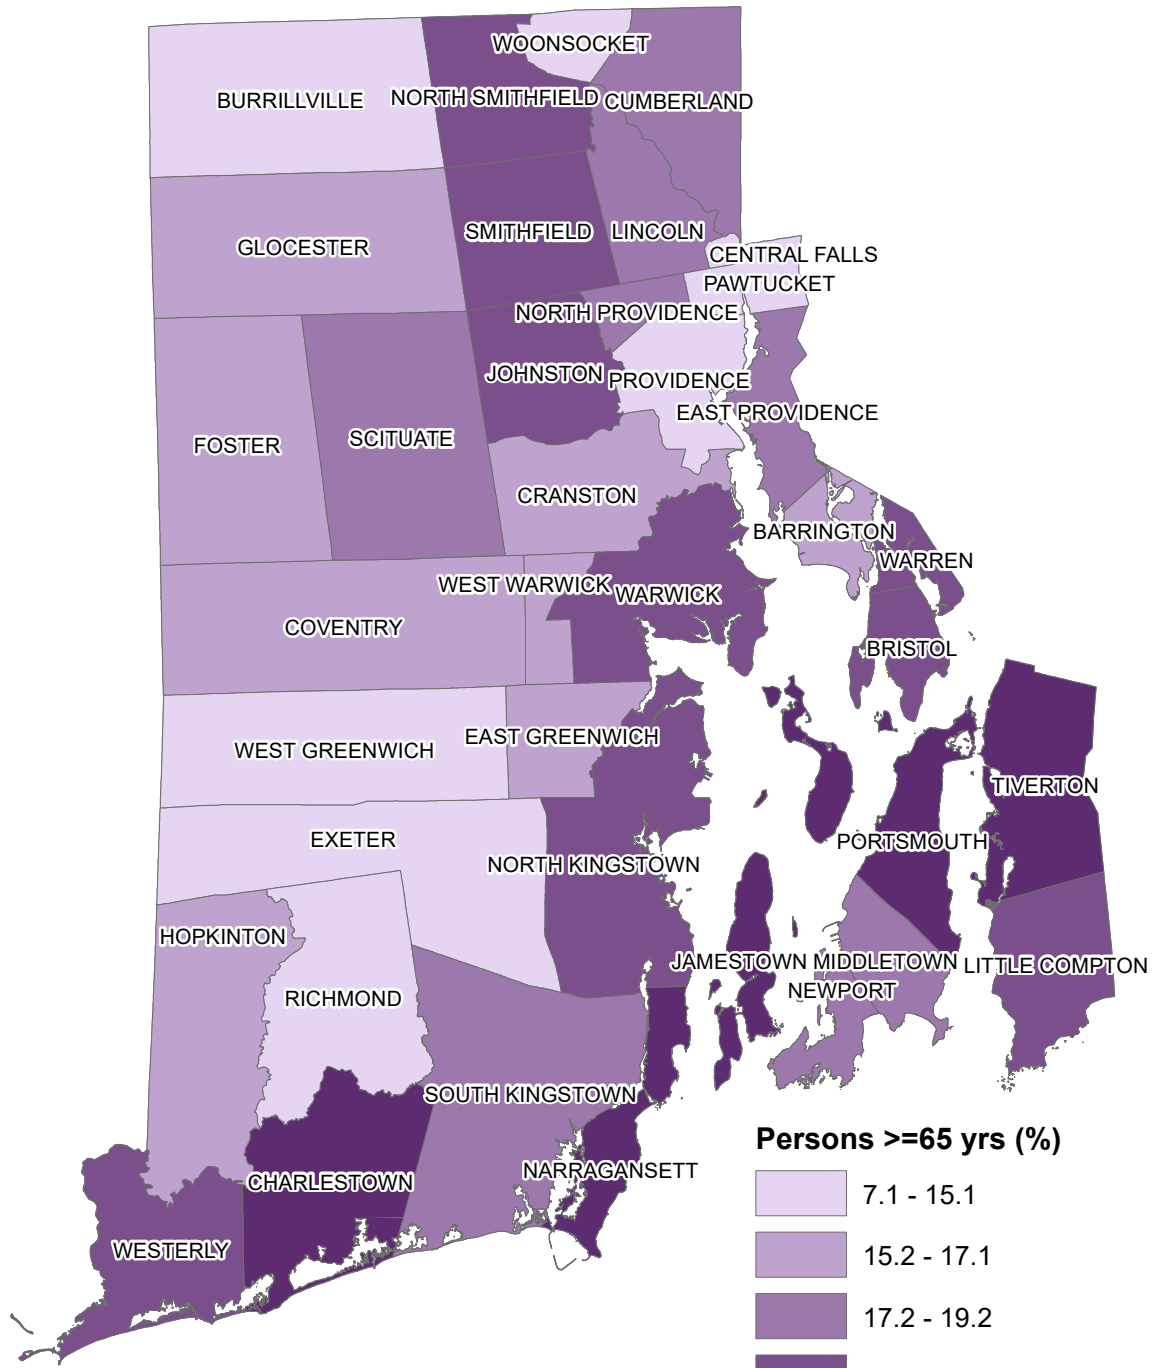 WOONSOCKET
BURRILLVILLE
NORTH SMITHFIELD
CUMBERLAND
SMITHFIELD
LINCOLN
GLOCESTER
CENTRAL FALLS
PAWTUCKET
NORTH PROVIDENCE
JOHNSTON
PROVIDENCE
EAST PROVIDENCE
FOSTER
SCITUATE
CRANSTON
BARRINGTON
WARREN
WEST WARWICK
WARWICK
COVENTRY
BRISTOL
WEST GREENWICH
EAST GREENWICH
TIVERTON
EXETER
PORTSMOUTH
NORTH KINGSTOWN
HOPKINTON
JAMESTOWN
MIDDLETOWN
LITTLE COMPTON
RICHMOND
NEWPORT
SOUTH KINGSTOWN
NARRAGANSETT
CHARLESTOWN
WESTERLY
Persons >=65 yrs (%)
7.1 - 15.1
15.2 - 17.1
17.2 - 19.2